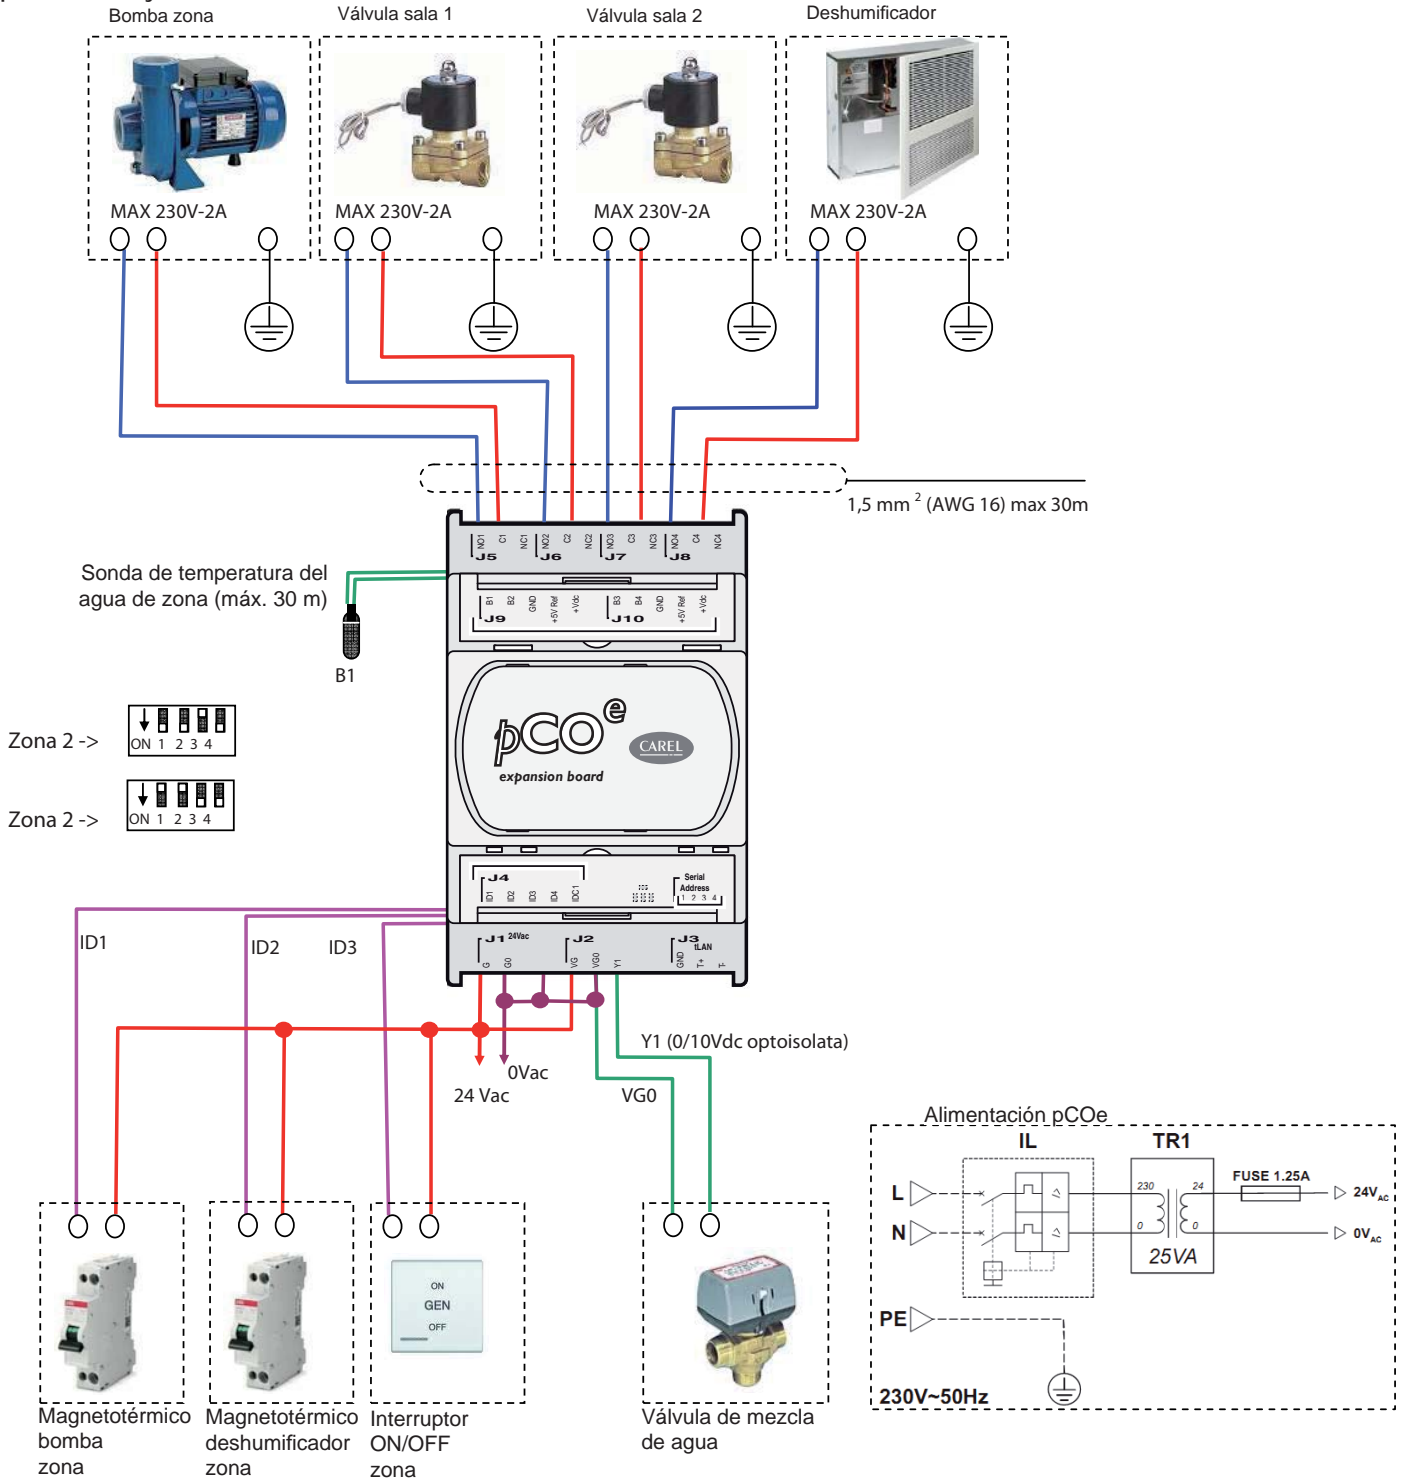 Bomba zona
Válvula sala 1
Válvula sala 2
Deshumificador
MAX 230V-2A
MAX 230V-2A
MAX 230V-2A
MAX 230V-2A
1,5 mm 2 (AWG 16) max 30m
NO1 C1 NC1 NO2 C2 NC2 NO3 C3 NC3 NO4 C4 NC4
J5 J6 J7 J8
Sonda de temperatura del
agua de zona (máx. 30 m)
B1
B1 B2 GND +5V Ref +Vdc B3 B4 GND +5V Ref +Vdc
J9 J10
pCO e
CAREL
expansion board
Zona 2 ->
ON 1 2 3 4
Zona 2 ->
ON 1 2 3 4
J4
ID1 ID2 ID3 ID4 IDC1
Serial
Address
1 2 3 4
J1 24Vac J2 J3 tLAN
G G0 VG VG0 Y1 GND T+ T-
ID1
ID2
ID3
Y1 (0/10Vdc optoisolata)
0Vac
24 Vac
VG0
ON
GEN
OFF
Magnetotérmico
bomba
zona
Magnetotérmico
deshumificador
zona
Interruptor
ON/OFF
zona
Válvula de mezcla
de agua
Alimentación pCOe
IL TR1
L
N
PE
230 24
0 0
25VA
FUSE 1.25A
24VAC
0VAC
230V~50Hz